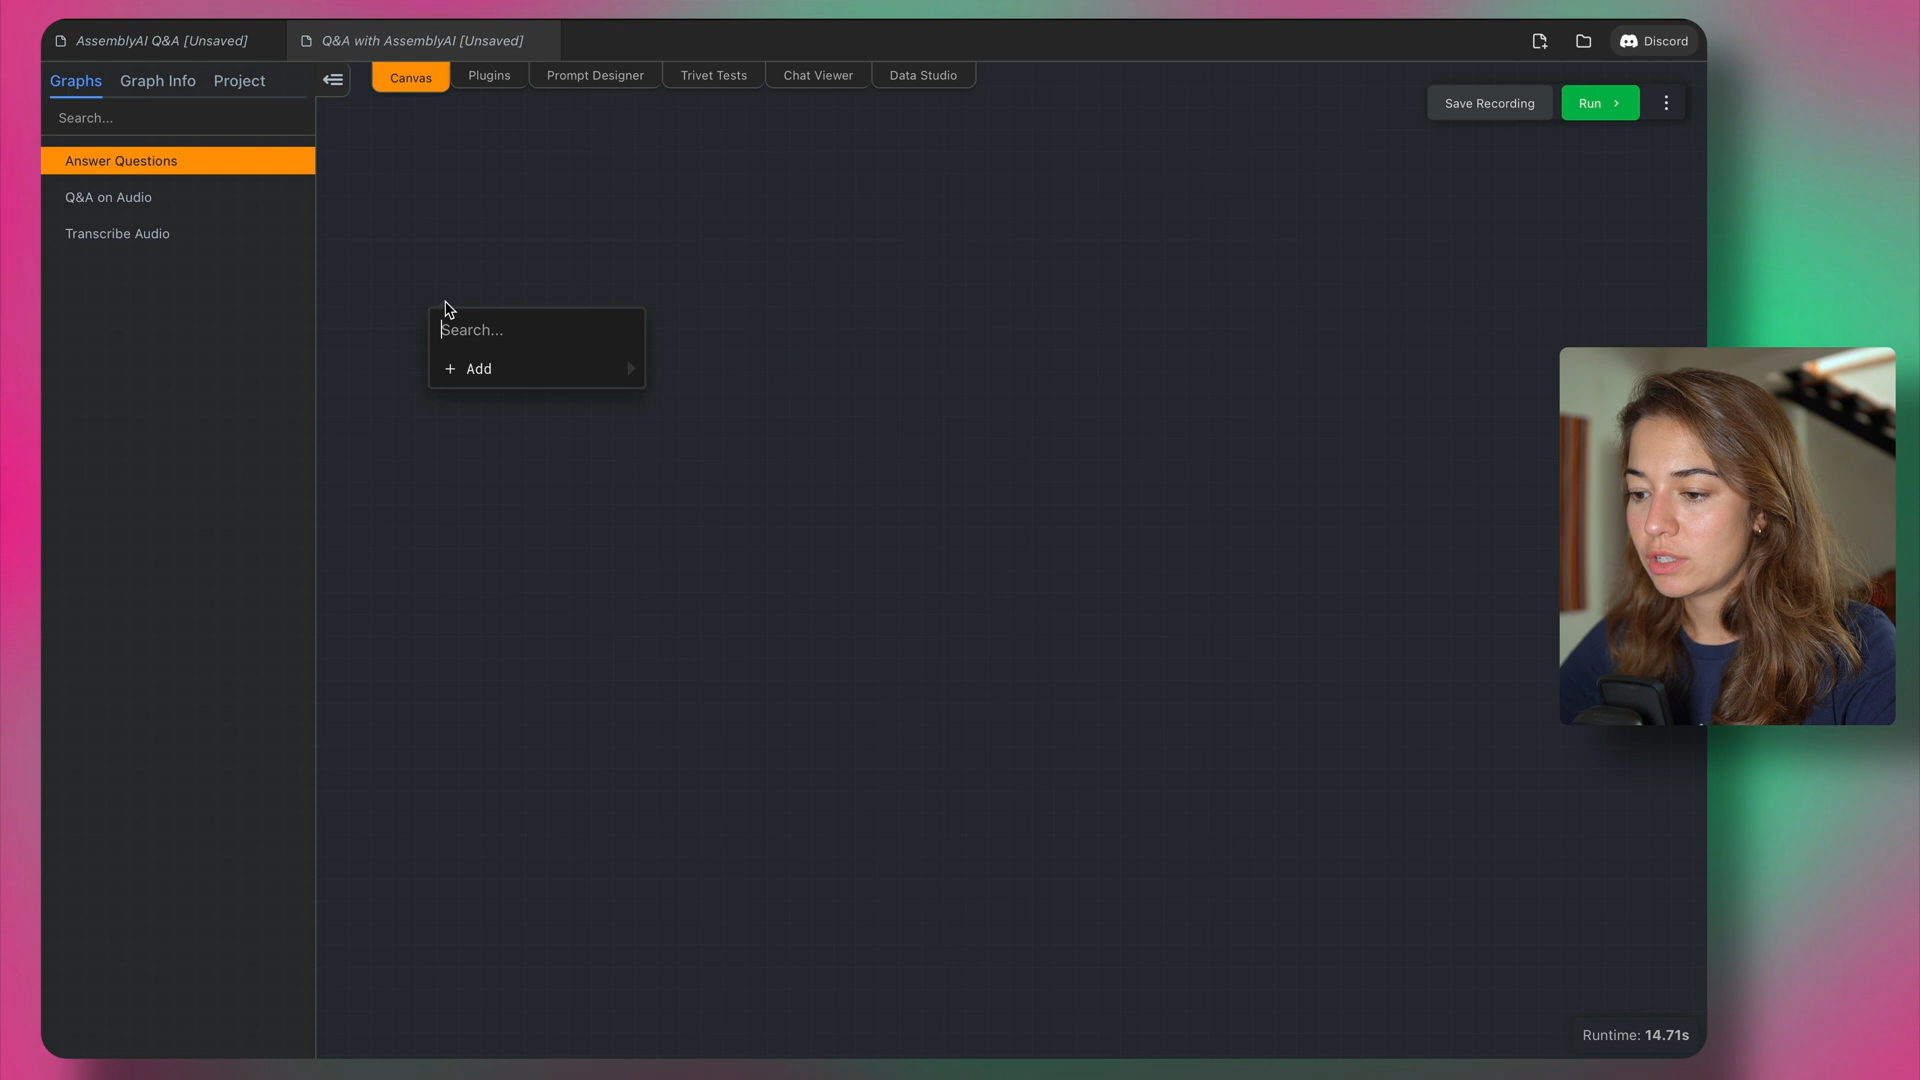 AssemblyAI Q&A [Unsaved]
Q&A with AssemblyAI [Unsaved]
Discord
Graphs
Graph Info
Project
Canvas
Plugins
Prompt Designer
Trivet Tests
Chat Viewer
Data Studio
Search...
Save Recording
Run
Answer Questions
Q&A on Audio
Transcribe Audio
Search...
+ Add
Runtime: 14.71s